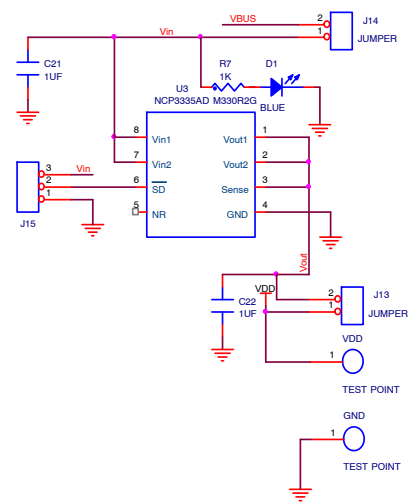 VBUS
2
J14
Vin
1
JUMPER
C21
1UF
R7
1K
D1
BLUE
U3
NCP3335AD M330R2G
8
Vin1
Vout1
1
7
Vin2
Vout2
2
6
SD
Sense
3
5
NR
GND
4
3
Vin
2
1
J15
Vout
VDD
C22
1UF
2
J13
1
JUMPER
VDD
1
TEST POINT
GND
1
TEST POINT